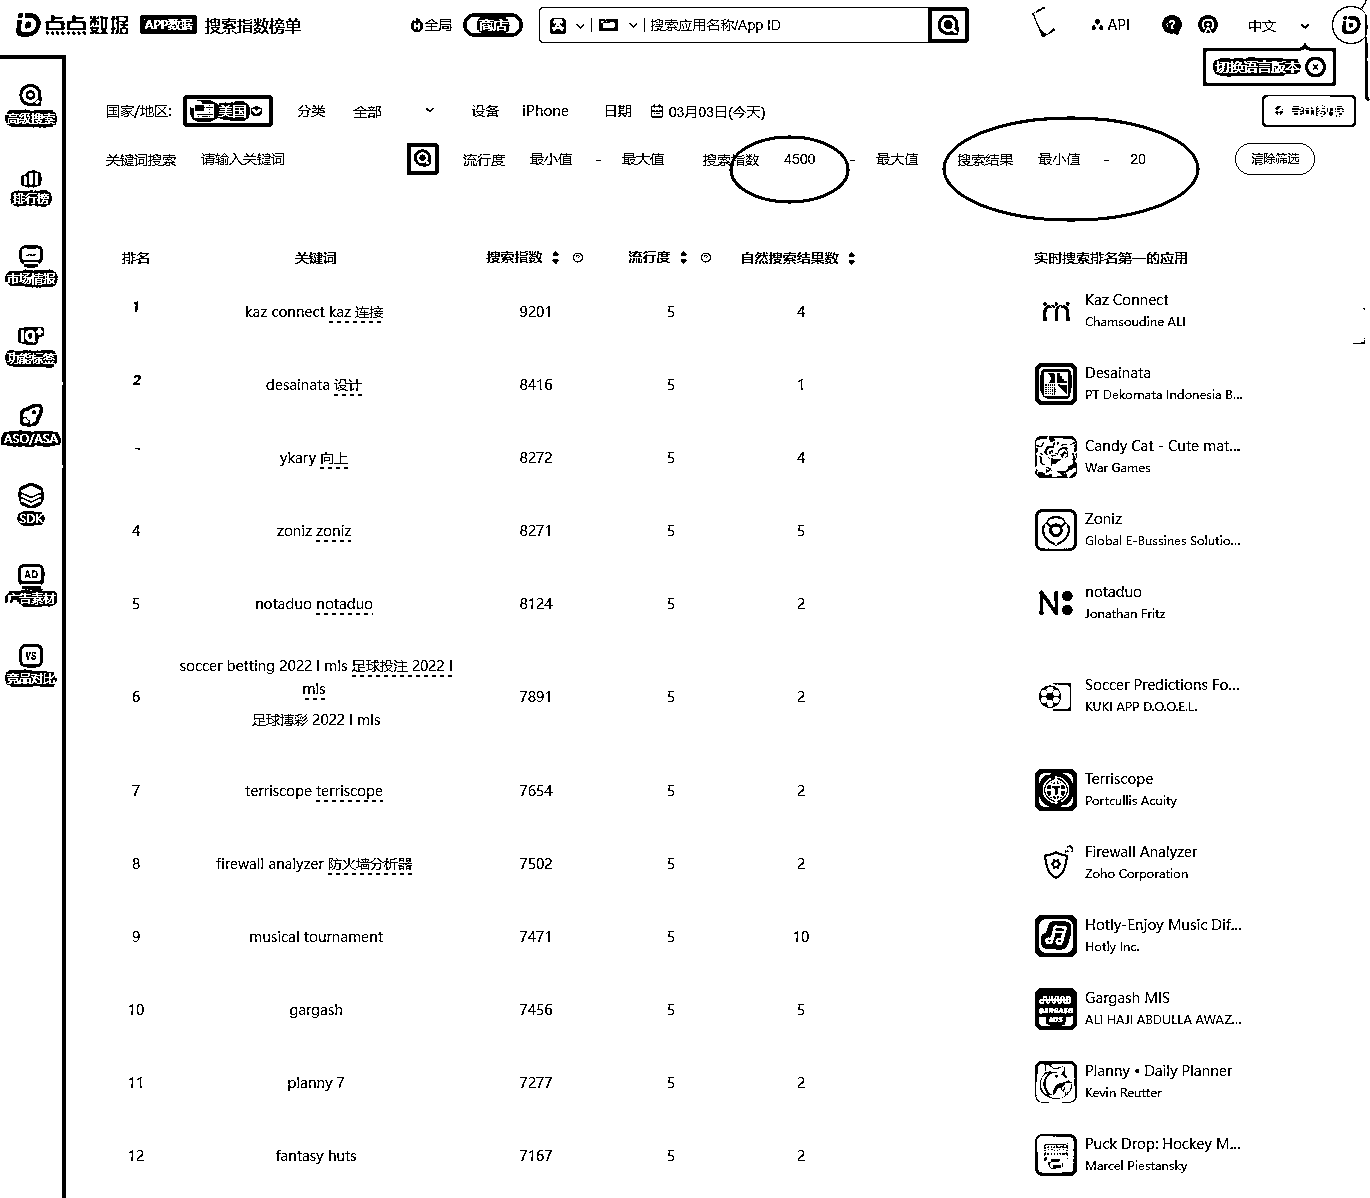 点点数据 APP数据 搜索指数榜单 全局 商店 搜索应用名称/App ID API 中文
切换语言版本
高级搜索
排行榜
市场情报
功能标签
ASO/ASA
SDK
AD
广告素材
VS
竞品对比
国家/地区: 美国 分类 全部 设备 iPhone 日期 03月03日(今天)
关键词搜索 请输入关键词 流行度 最小值 - 最大值 搜索指数 4500 - 最大值 搜索结果 最小值 - 20 清除筛选
排名 关键词 搜索指数 流行度 自然搜索结果数 实时搜索排名第一的应用
1 kaz connect kaz 连接 9201 5 4 Kaz Connect
Chamsoudine ALI
2 desainata 设计 8416 5 1 Desainata
PT Dekornata Indonesia B...
ykary 向上 8272 5 4 Candy Cat - Cute mat...
War Games
4 zoniz zoniz 8271 5 5 Zoniz
Global E-Bussines Solutio...
5 notaduo notaduo 8124 5 2 notaduo
Jonathan Fritz
6 soccer betting 2022 l mls 足球投注 2022 l
mls
足球博彩 2022 l mls 7891 5 2 Soccer Predictions Fo...
KUKI APP D.O.O.E.L.
7 terriscope terriscope 7654 5 2 Terriscope
Portcullis Acuity
8 firewall analyzer 防火墙分析器 7502 5 2 Firewall Analyzer
Zoho Corporation
9 musical tournament 7471 5 10 Hotly-Enjoy Music Dif...
Hotly Inc.
10 gargash 7456 5 5 Gargash MIS
ALI HAJI ABDULLA AWAZ...
11 planny 7 7277 5 2 Planny • Daily Planner
Kevin Reutter
12 fantasy huts 7167 5 2 Puck Drop: Hockey M...
Marcel Piestansky